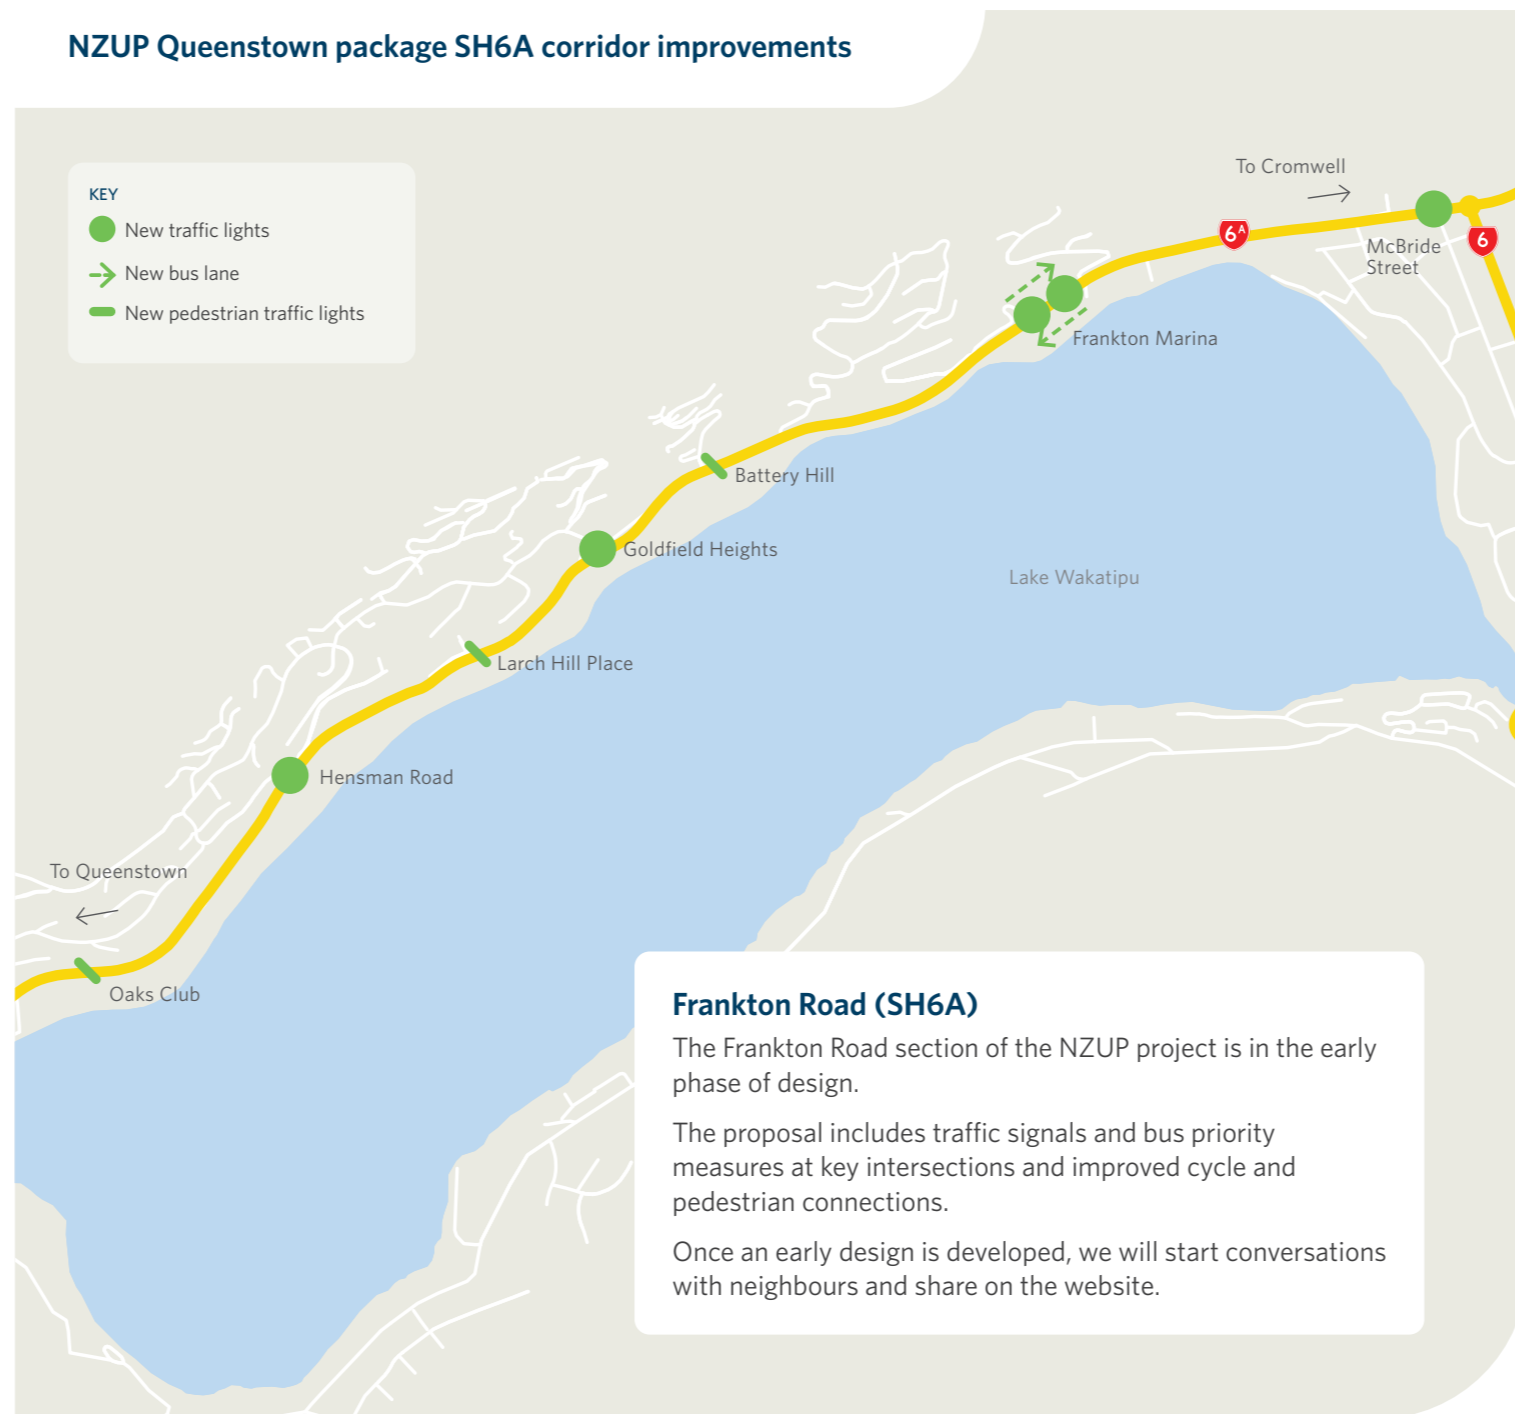 NZUP Queenstown package SH6A corridor improvements
KEY
New traffic lights
New bus lane
New pedestrian traffic lights
To Cromwell
6A
6
McBride
Street
Frankton Marina
Battery Hill
Goldfield Heights
Lake Wakatipu
Larch Hill Place
Hensman Road
To Queenstown
Oaks Club
Frankton Road (SH6A)
The Frankton Road section of the NZUP project is in the early
phase of design.
The proposal includes traffic signals and bus priority
measures at key intersections and improved cycle and
pedestrian connections.
Once an early design is developed, we will start conversations
with neighbours and share on the website.